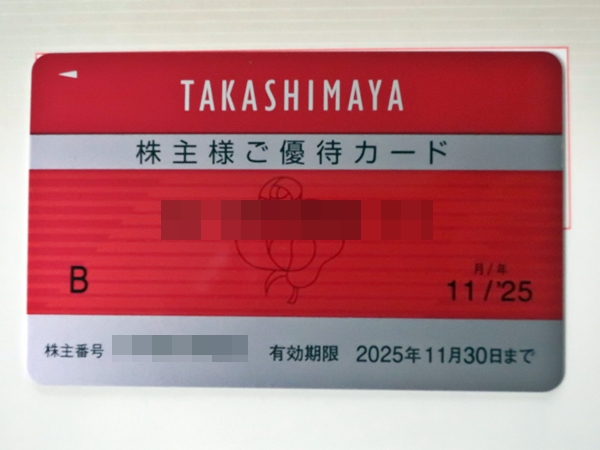 TAKASHIMAYA
株主様ご優待カード
B
月/年
11/'25
株主番号 有効期限 2025年11月30日まで